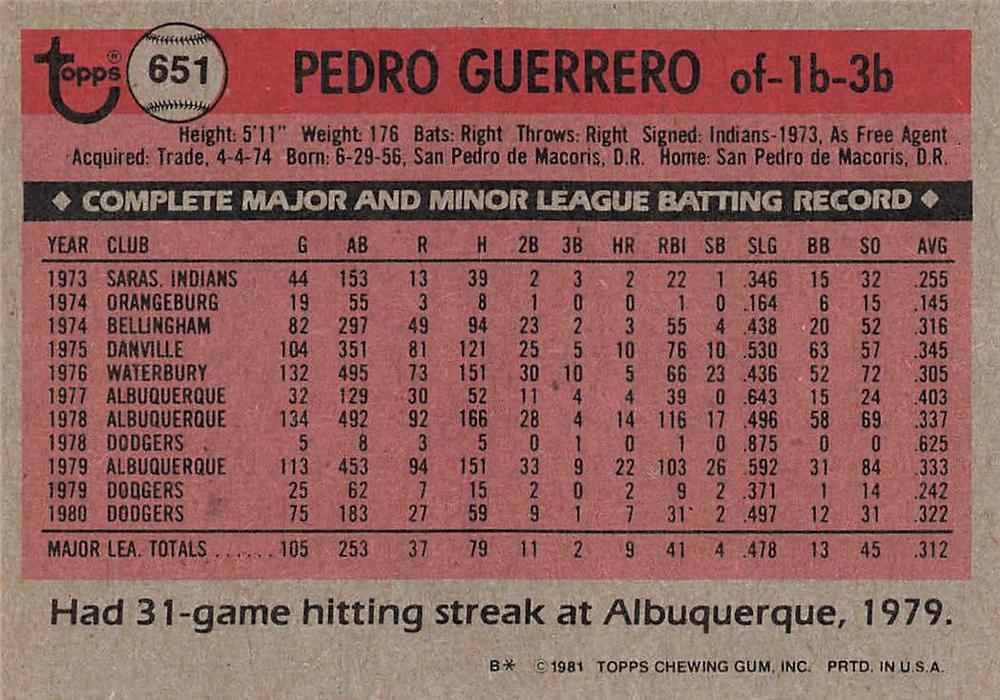 topps® 651 PEDRO GUERRERO of-1b-3b
Height: 5'11" Weight: 176 Bats: Right Throws: Right Signed: Indians-1973, As Free Agent
Acquired: Trade, 4-4-74 Born: 6-29-56, San Pedro de Macoris, D.R. Home: San Pedro de Macoris, D.R.
◆ COMPLETE MAJOR AND MINOR LEAGUE BATTING RECORD ◆
YEAR CLUB G AB R H 2B 3B HR RBI SB SLG BB SO AVG
1973 SARAS. INDIANS 44 153 13 39 2 3 2 22 1 .346 15 32 .255
1974 ORANGEBURG 19 55 3 8 1 0 0 1 0 .164 6 15 .145
1974 BELLINGHAM 82 297 49 94 23 2 3 55 4 .438 20 52 .316
1975 DANVILLE 104 351 81 121 25 5 10 76 10 .530 63 57 .345
1976 WATERBURY 132 495 73 151 30 10 5 66 23 .436 52 72 .305
1977 ALBUQUERQUE 32 129 30 52 11 4 4 39 0 .643 15 24 .403
1978 ALBUQUERQUE 134 492 92 166 28 4 14 116 17 .496 58 69 .337
1978 DODGERS 5 8 3 5 0 1 0 1 0 .875 0 0 .625
1979 ALBUQUERQUE 113 453 94 151 33 9 22 103 26 .592 31 84 .333
1979 DODGERS 25 62 7 15 2 0 2 9 2 .371 1 14 .242
1980 DODGERS 75 183 27 59 9 1 7 31 2 .497 12 31 .322
MAJOR LEA. TOTALS ...... 105 253 37 79 11 2 9 41 4 .478 13 45 .312
Had 31-game hitting streak at Albuquerque, 1979.
B* © 1981 TOPPS CHEWING GUM, INC. PRTD. IN U.S.A.